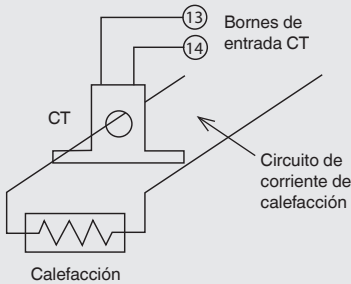 13
14
Bornes de
entrada CT
CT
Circuito de
corriente de
calefacción
Calefacción